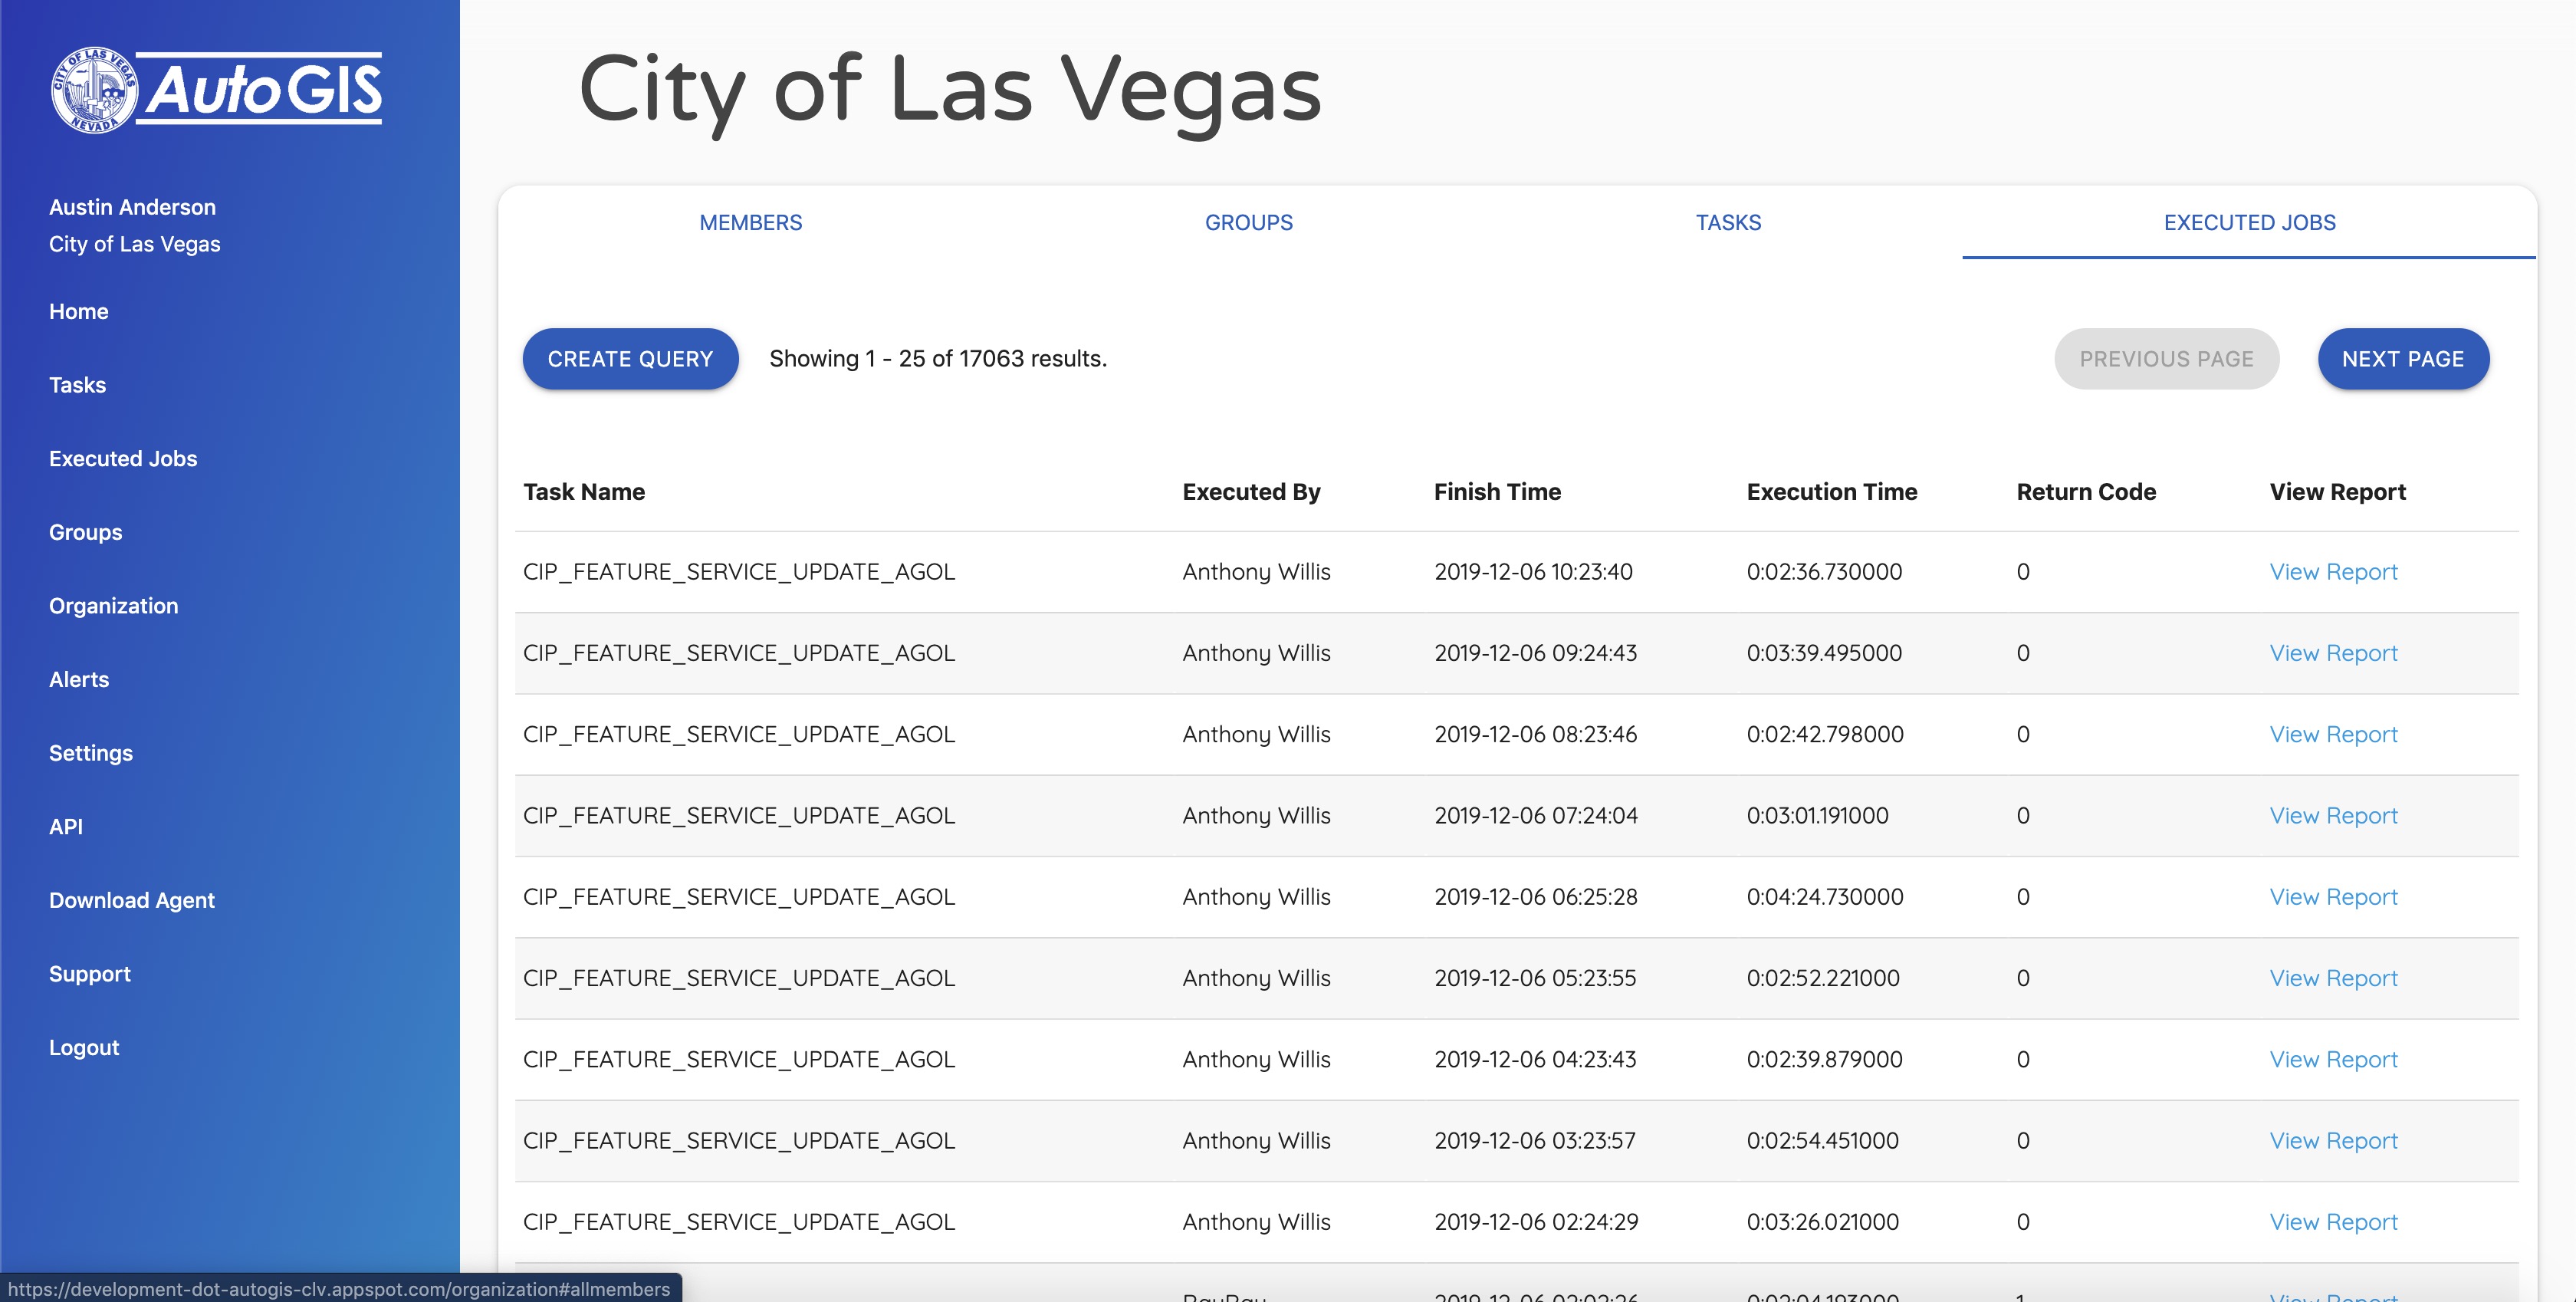 CITY OF LAS VEGAS
NEVADA
AutoGIS
City of Las Vegas
Austin Anderson
City of Las Vegas
Home
Tasks
Executed Jobs
Groups
Organization
Alerts
Settings
API
Download Agent
Support
Logout
MEMBERS GROUPS TASKS EXECUTED JOBS
CREATE QUERY Showing 1 - 25 of 17063 results. PREVIOUS PAGE NEXT PAGE
Task Name Executed By Finish Time Execution Time Return Code View Report
CIP_FEATURE_SERVICE_UPDATE_AGOL Anthony Willis 2019-12-06 10:23:40 0:02:36.730000 0 View Report
CIP_FEATURE_SERVICE_UPDATE_AGOL Anthony Willis 2019-12-06 09:24:43 0:03:39.495000 0 View Report
CIP_FEATURE_SERVICE_UPDATE_AGOL Anthony Willis 2019-12-06 08:23:46 0:02:42.798000 0 View Report
CIP_FEATURE_SERVICE_UPDATE_AGOL Anthony Willis 2019-12-06 07:24:04 0:03:01.191000 0 View Report
CIP_FEATURE_SERVICE_UPDATE_AGOL Anthony Willis 2019-12-06 06:25:28 0:04:24.730000 0 View Report
CIP_FEATURE_SERVICE_UPDATE_AGOL Anthony Willis 2019-12-06 05:23:55 0:02:52.221000 0 View Report
CIP_FEATURE_SERVICE_UPDATE_AGOL Anthony Willis 2019-12-06 04:23:43 0:02:39.879000 0 View Report
CIP_FEATURE_SERVICE_UPDATE_AGOL Anthony Willis 2019-12-06 03:23:57 0:02:54.451000 0 View Report
CIP_FEATURE_SERVICE_UPDATE_AGOL Anthony Willis 2019-12-06 02:24:29 0:03:26.021000 0 View Report
View Report
https://development-dot-autogis-clv.appspot.com/organization#allmembers